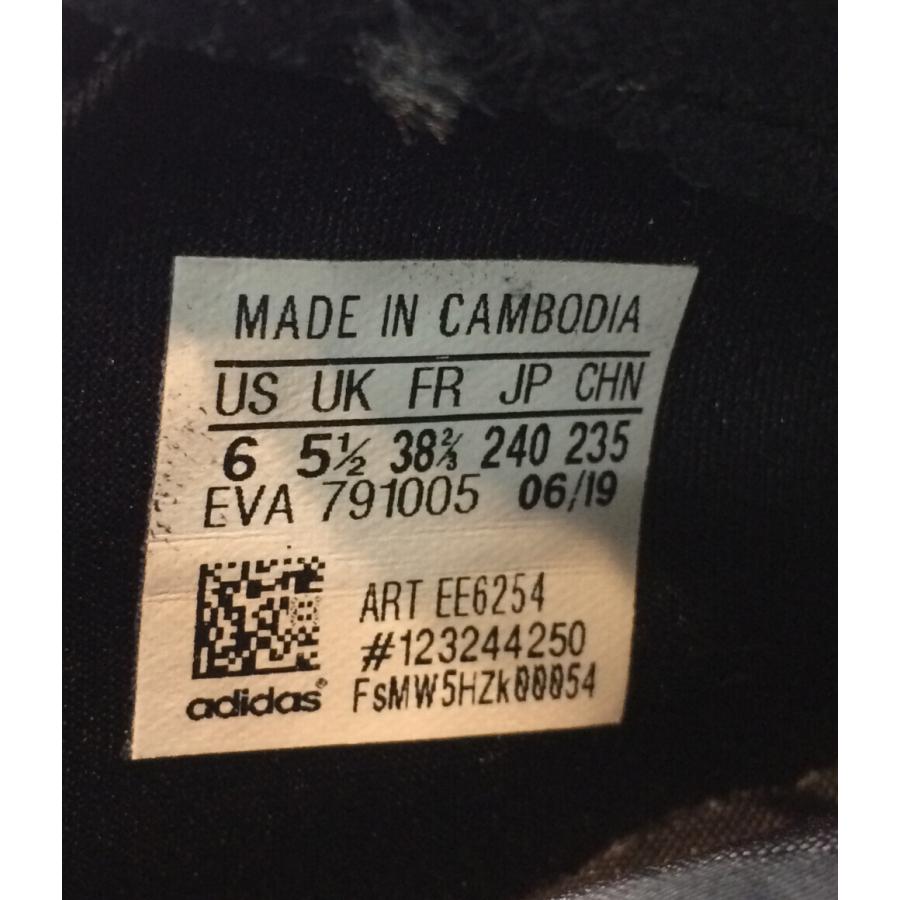 MADE IN CAMBODIA
US UK FR JP CHN
6 5½ 38⅔ 240 235
EVA 791005 06/19
ART EE6254
#123244250
FsMW5HZk00054
adidas®